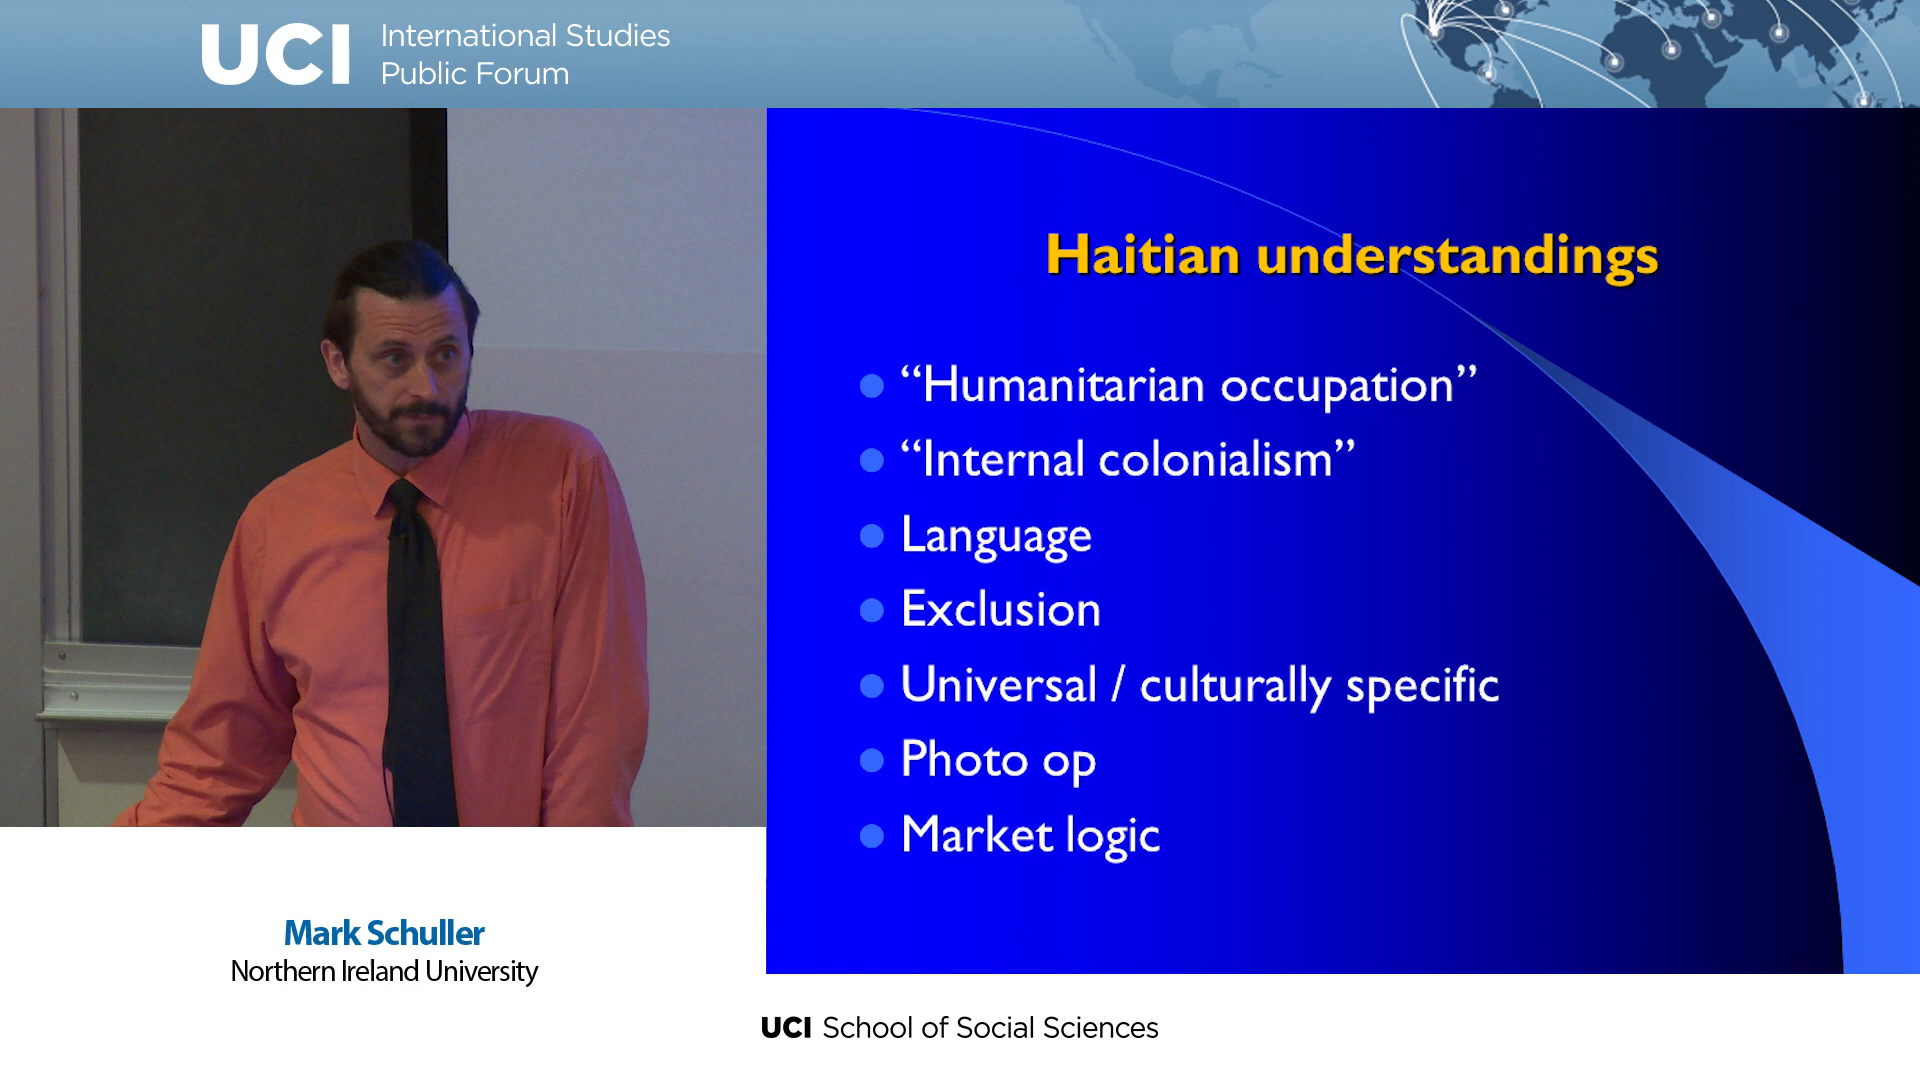 UCI
International Studies
Public Forum
Haitian understandings
“Humanitarian occupation”
“Internal colonialism”
Language
Exclusion
Universal / culturally specific
Photo op
Market logic
Mark Schuller
Northern Ireland University
UCI School of Social Sciences